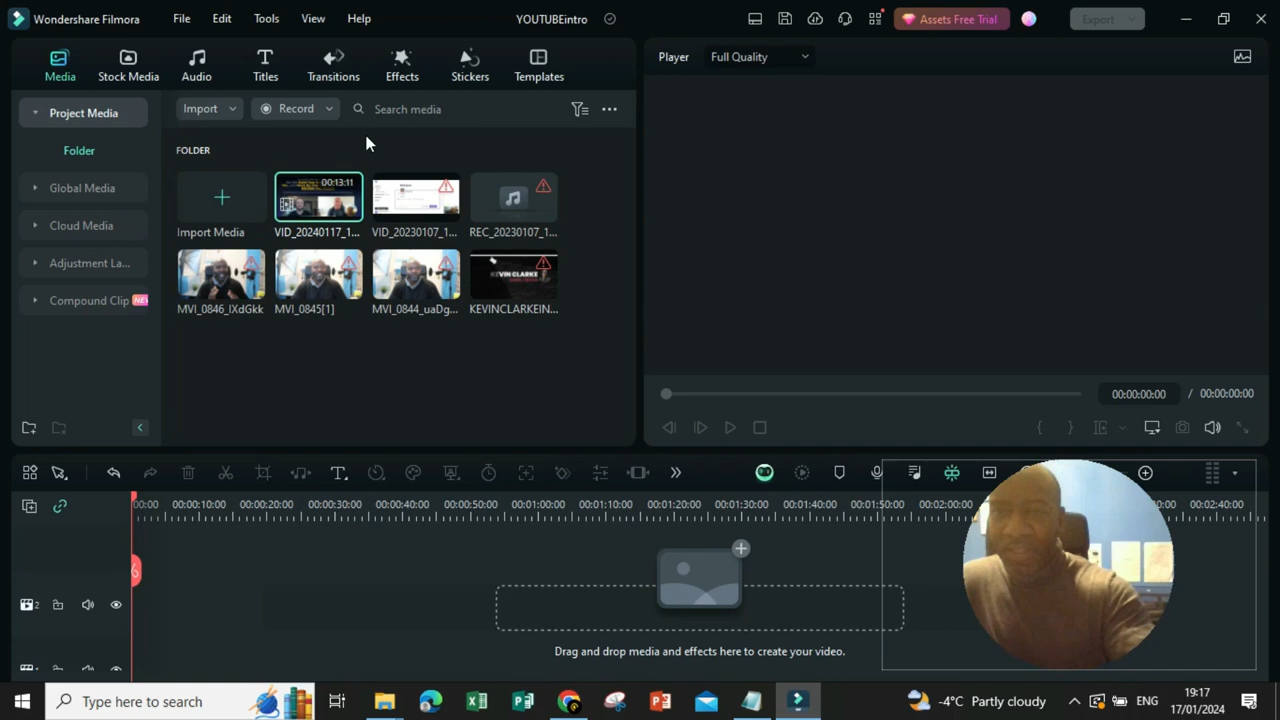 Wondershare Filmora File Edit Tools View Help YOUTUBEintro Assets Free Trial Export
Media Stock Media Audio Titles Transitions Effects Stickers Templates
Player Full Quality
Project Media
Import Record Search media
Folder
FOLDER
Global Media
Cloud Media
Adjustment La...
Compound Clip
00:13:11
Import Media VID_20240117_1... VID_20230107_1... REC_20230107_1...
KEVIN CLARKE
MVI_0846_IXdGkk MVI_0845[1] MVI_0844_uaDg... KEVINCLARKEIN...
00:00:00:00 / 00:00:00:00
00:00 00:00:10:00 00:00:20:00 00:00:30:00 00:00:40:00 00:00:50:00 00:01:00:00 00:01:10:00 00:01:20:00 00:01:30:00 00:01:40:00 00:01:50:00 00:02:00:00 00:02:40:00
2
Drag and drop media and effects here to create your video.
Type here to search
-4°C Partly cloudy ENG 19:17
17/01/2024